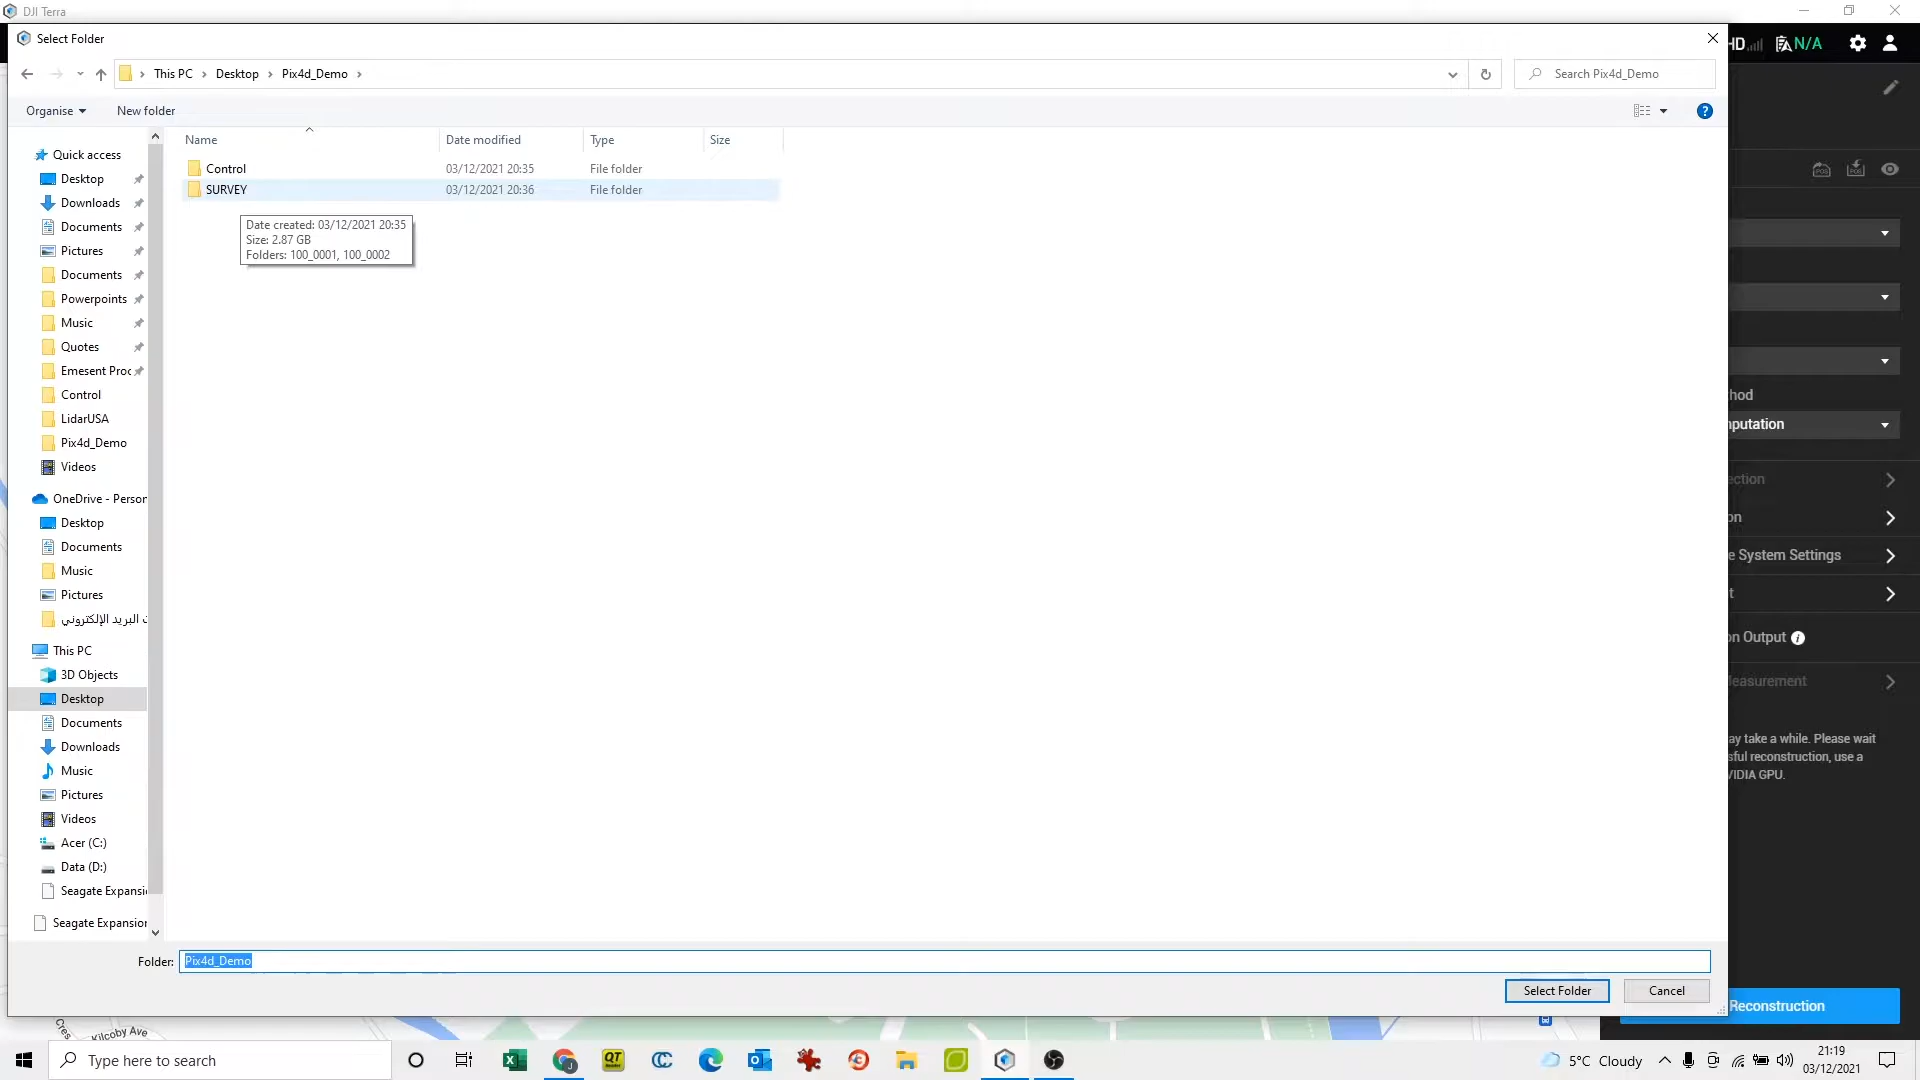 DJI Terra
Select Folder
This PC > Desktop > Pix4d_Demo >
Search Pix4d_Demo
HD N/A
Organise
New folder
Name Date modified Type Size
Control 03/12/2021 20:35 File folder
SURVEY 03/12/2021 20:36 File folder
Date created: 03/12/2021 20:35
Size: 2.87 GB
Folders: 100_0001, 100_0002
Quick access
Desktop
Downloads
Documents
Pictures
Documents
Powerpoints
Music
Quotes
Emesent Proc
Control
LidarUSA
Pix4d_Demo
Videos
OneDrive - Person
Desktop
Documents
Music
Pictures
ت البريد الإلكتروني
This PC
3D Objects
Desktop
Documents
Downloads
Music
Pictures
Videos
Acer (C:)
Data (D:)
Seagate Expansi
Seagate Expansion
hod
mputation
ection
on
e System Settings
t
on Output
Measurement
ay take a while. Please wait
sful reconstruction, use a
VIDIA GPU.
Folder: Pix4d_Demo
Select Folder
Cancel
Reconstruction
Cres
Kilcoby Ave
Type here to search
5°C Cloudy
21:19
03/12/2021